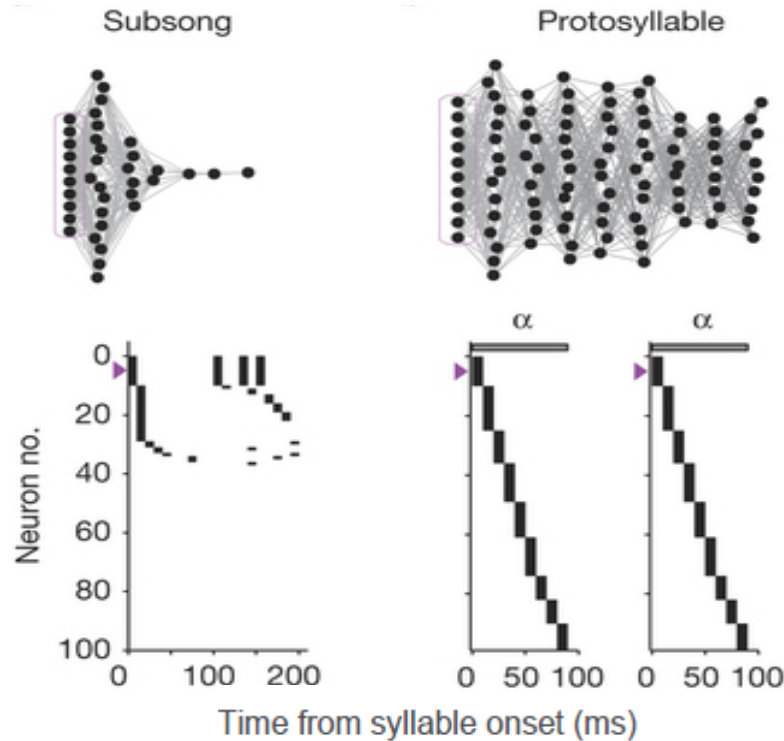 Subsong
Protosyllable
α
α
Neuron no.
0
20
40
60
80
100
0 100 200
0 50 100
0 50 100
Time from syllable onset (ms)